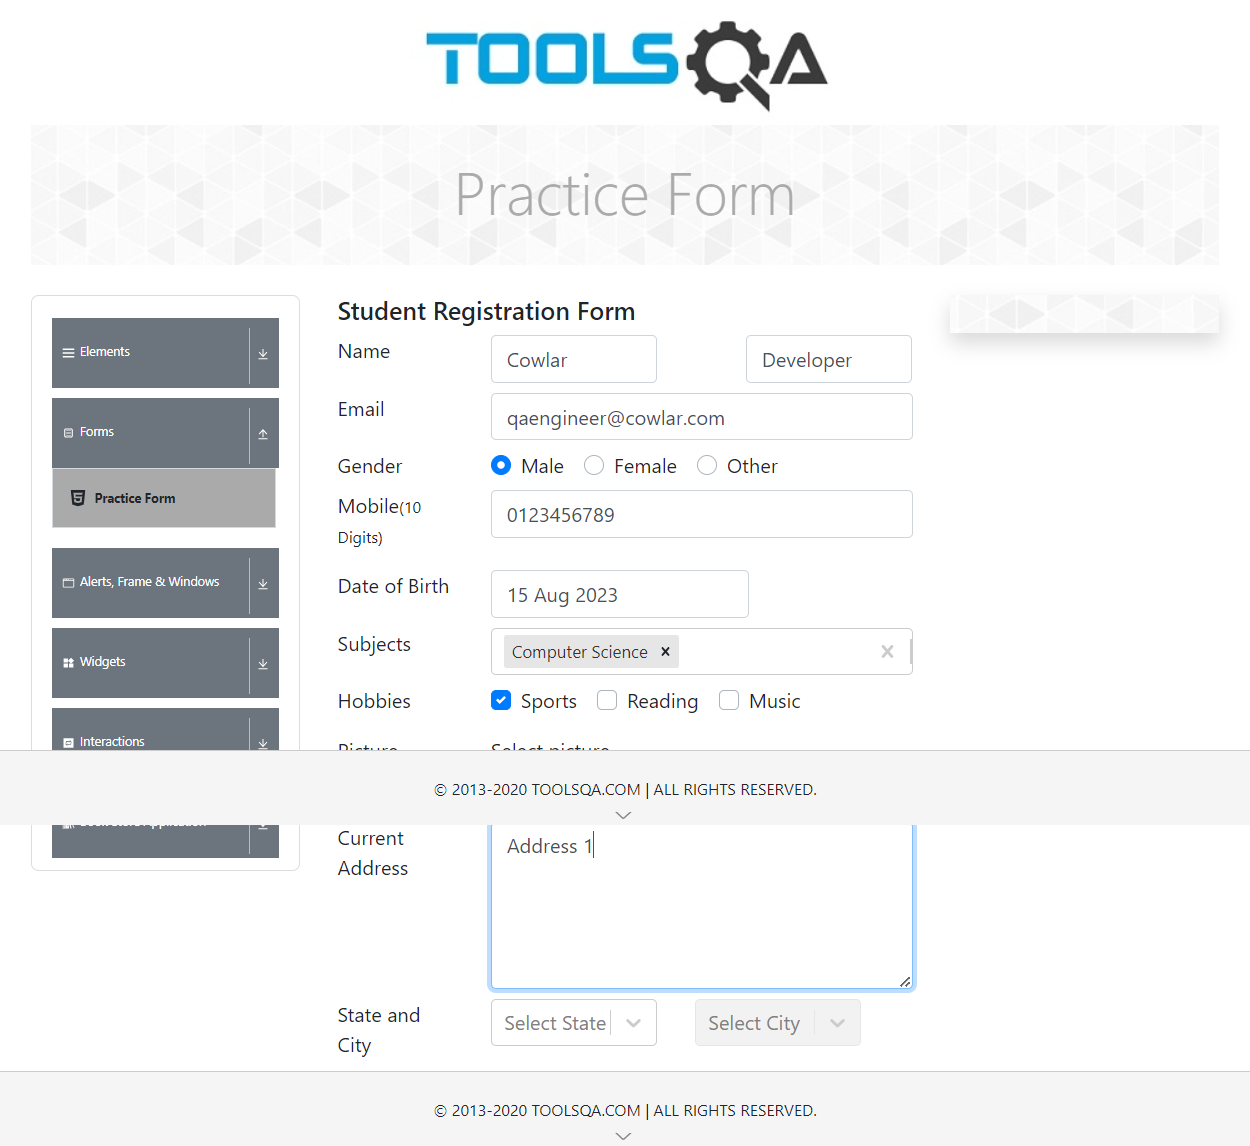 TOOLSQA
Practice Form
Elements
Forms
Practice Form
Alerts, Frame & Windows
Widgets
Interactions
Student Registration Form
Name
Cowlar
Developer
Email
qaengineer@cowlar.com
Gender
Male
Female
Other
Mobile(10
Digits)
0123456789
Date of Birth
15 Aug 2023
Subjects
Computer Science
Hobbies
Sports
Reading
Music
Picture
Select picture
© 2013-2020 TOOLSQA.COM | ALL RIGHTS RESERVED.
Current
Address
Address 1
State and
City
Select State
Select City
© 2013-2020 TOOLSQA.COM | ALL RIGHTS RESERVED.